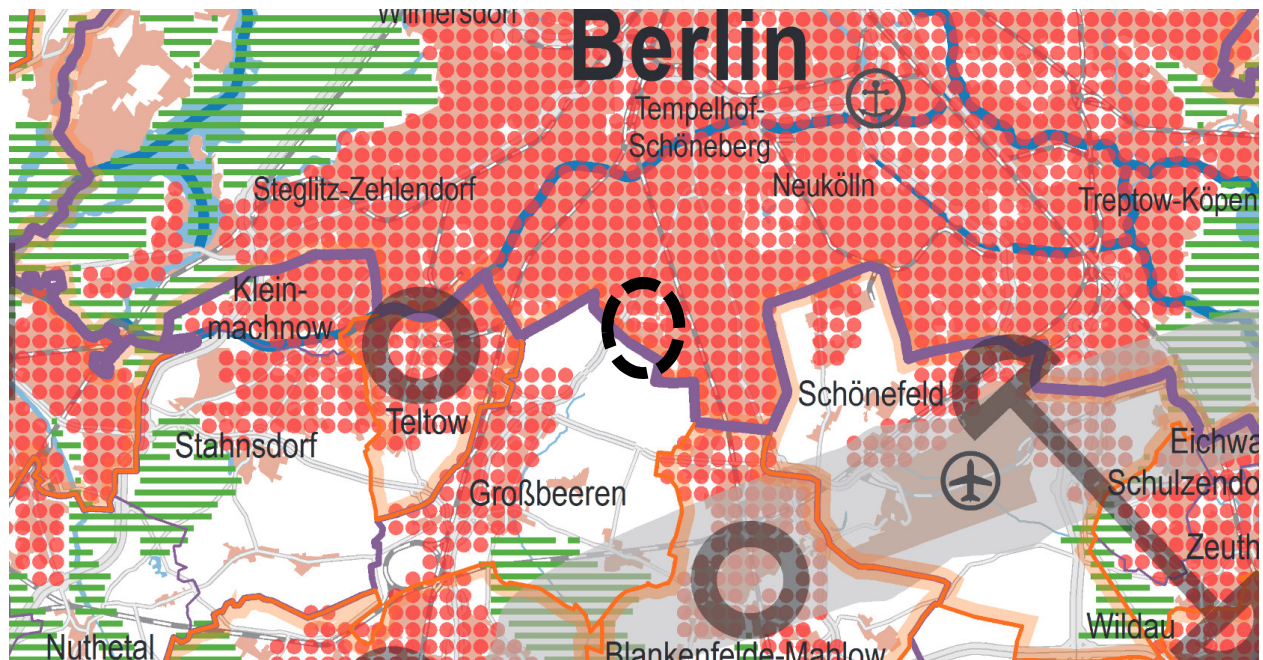 Wilmersdorf
Berlin
Tempelhof-
Schöneberg
Steglitz-Zehlendorf
Neukölln
Treptow-Köpen
Klein-
machnow
Schönefeld
Teltow
Stahnsdorf
Großbeeren
Eichwa
Schulzendo
Zeuth
Wildau
Nuthetal
Blankenfelde-Mahlow